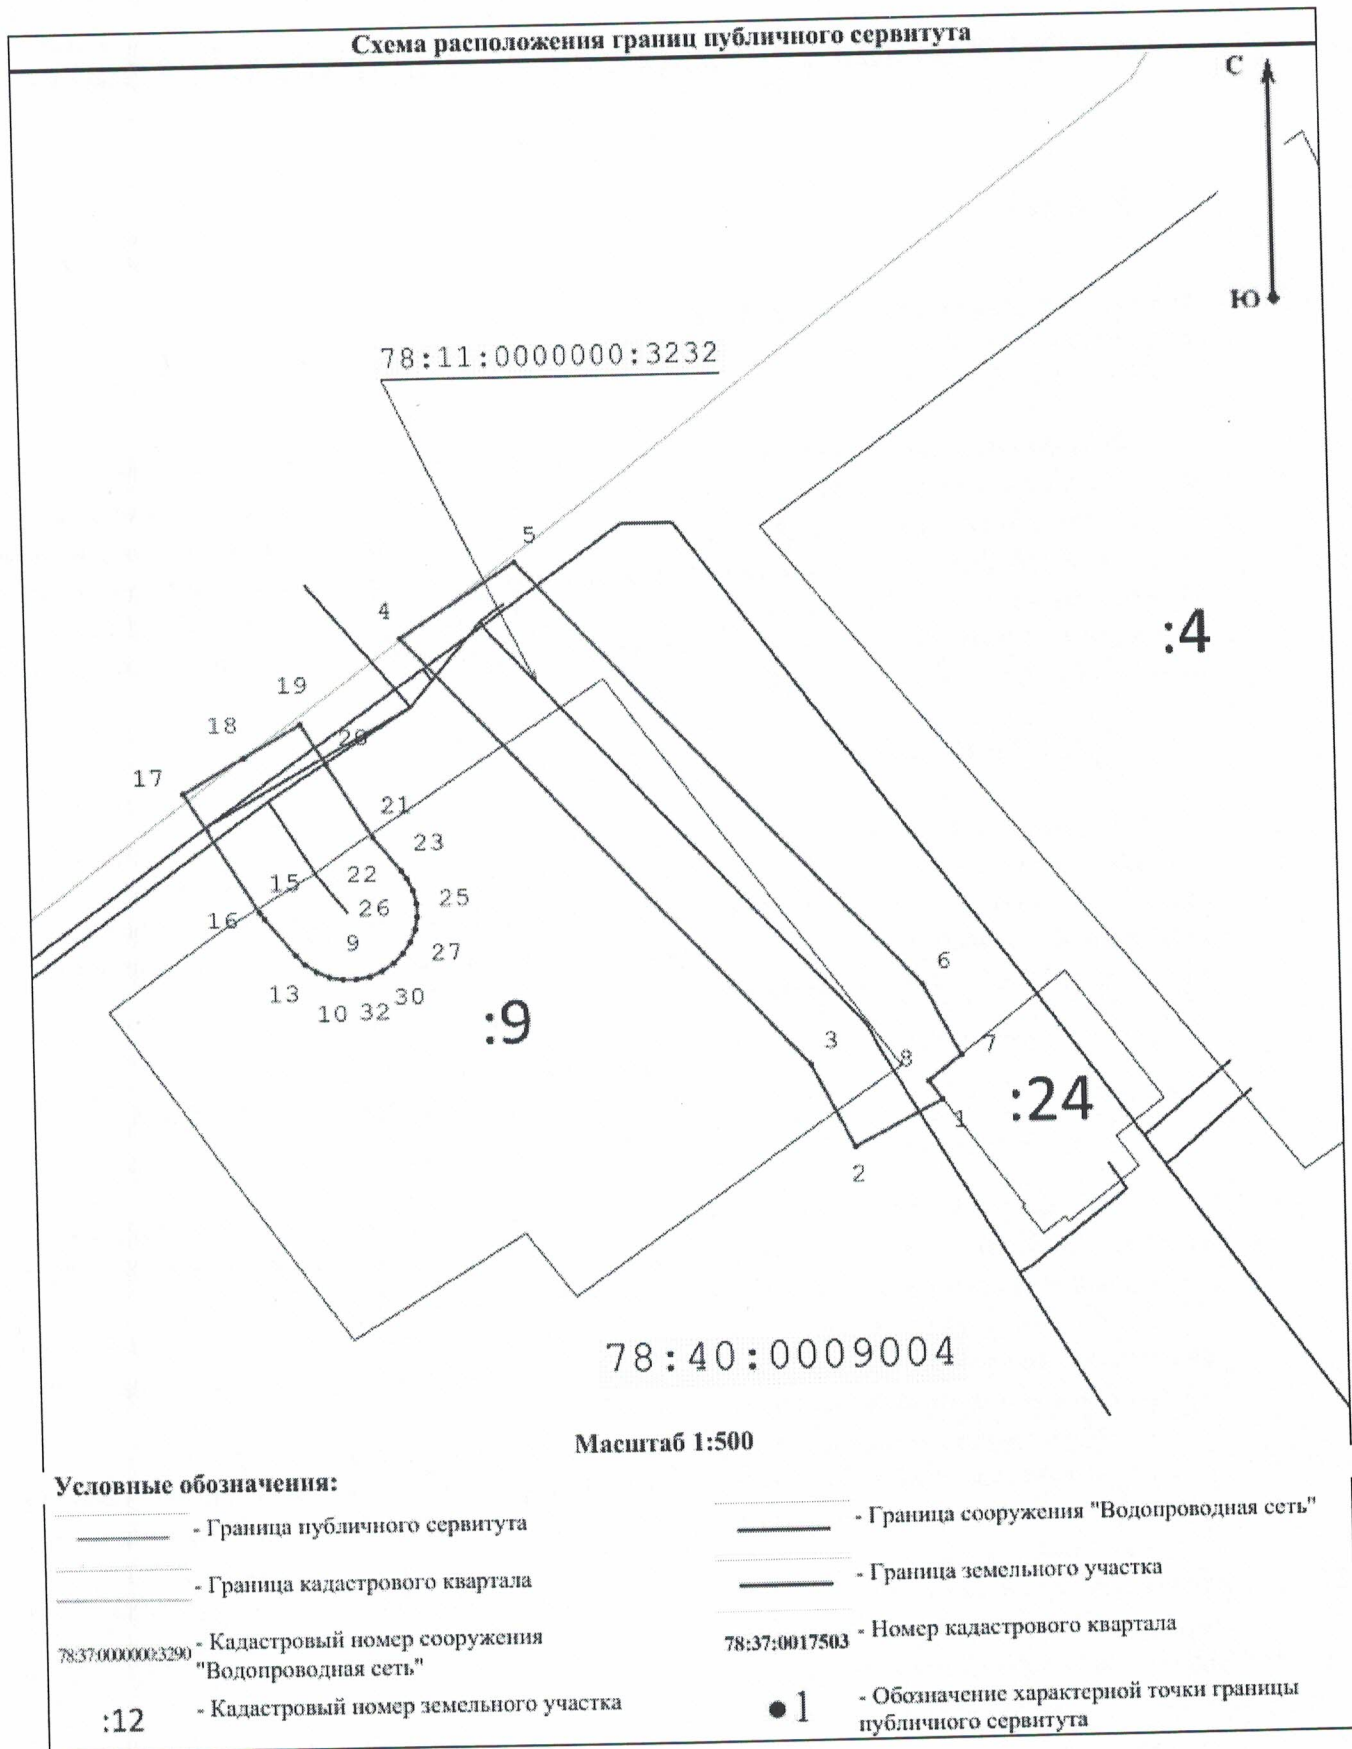 Схема расположения границ публичного сервитута
С
Ю
78:11:0000000:3232
5
4
19
18
28
17
:4
21
23
22
15
25
26
16
9
27
6
13
30
10
32
:9
3
8
7
:24
1
2
78:40:0009004
Масштаб 1:500
Условные обозначения:
- Граница публичного сервитута
- Граница сооружения "Водопроводная сеть"
- Граница кадастрового квартала
- Граница земельного участка
78:37:0000000:3290 - Кадастровый номер сооружения
"Водопроводная сеть"
78:37:0017503 - Номер кадастрового квартала
:12 - Кадастровый номер земельного участка
1 - Обозначение характерной точки границы
публичного сервитута